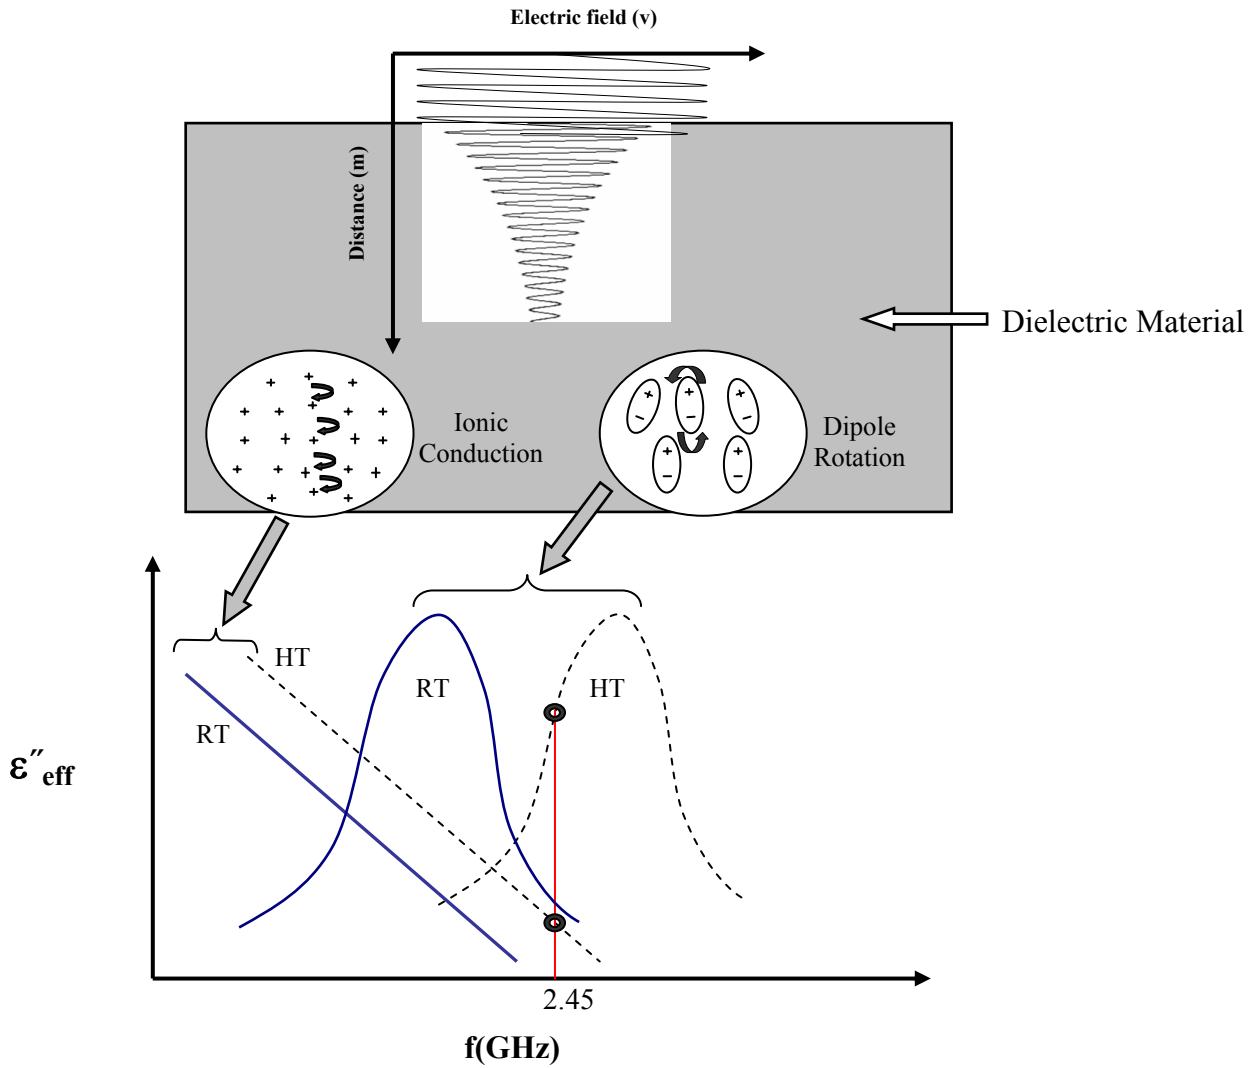 Electric field (v)
Distance (m)
Dielectric Material
Ionic
Conduction
Dipole
Rotation
HT
RT
RT
HT
ε″eff
2.45
f(GHz)